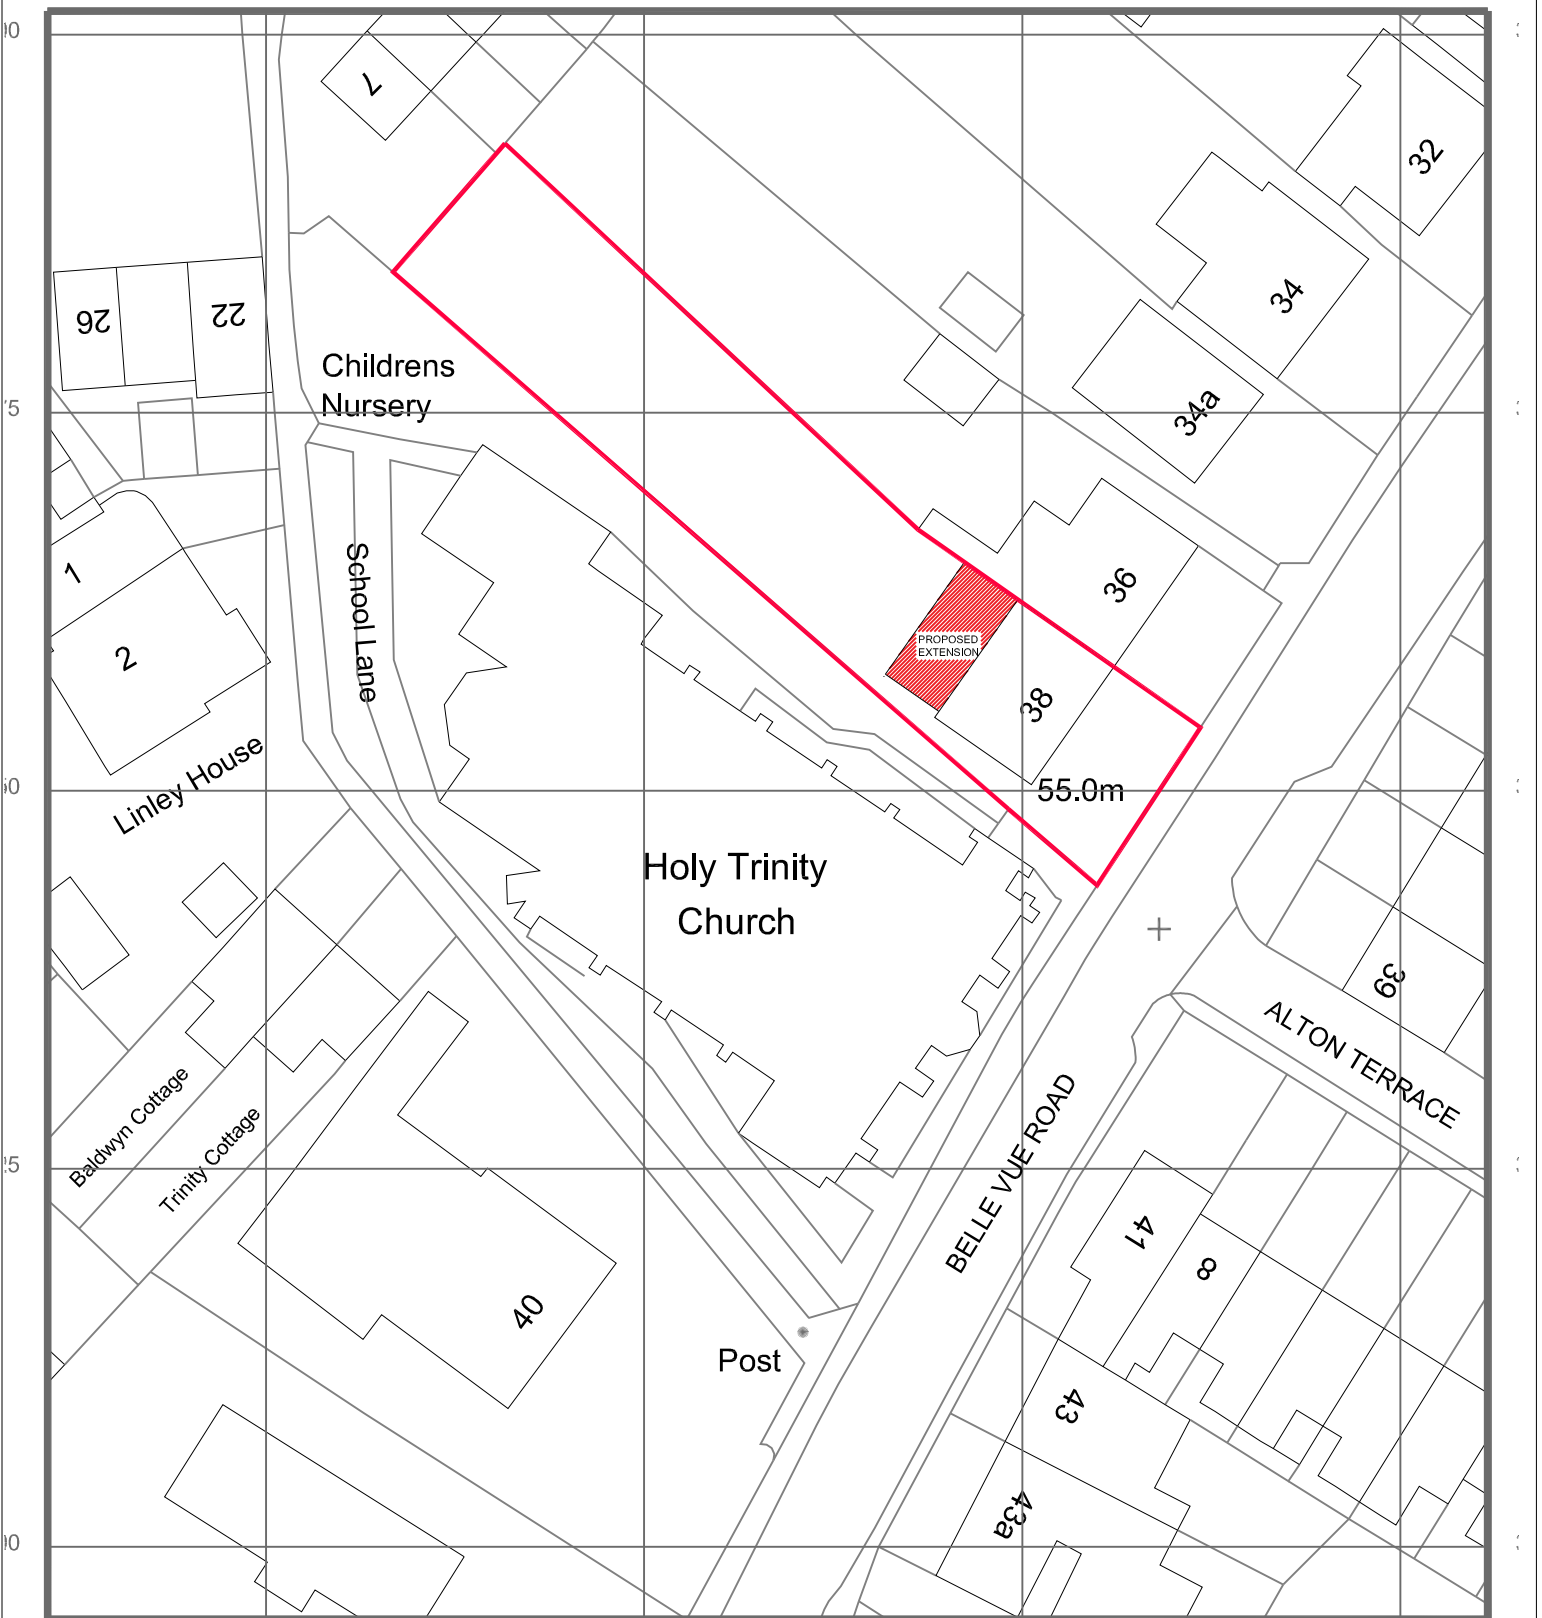 7
32
34
26
22
Childrens
Nursery
34a
School Lane
36
1
2
PROPOSED
EXTENSION
38
Linley House
55.0m
Holy Trinity
Church
39
ALTON TERRACE
Baldwyn Cottage
Trinity Cottage
BELLE VUE ROAD
41
8
40
Post
43
43a